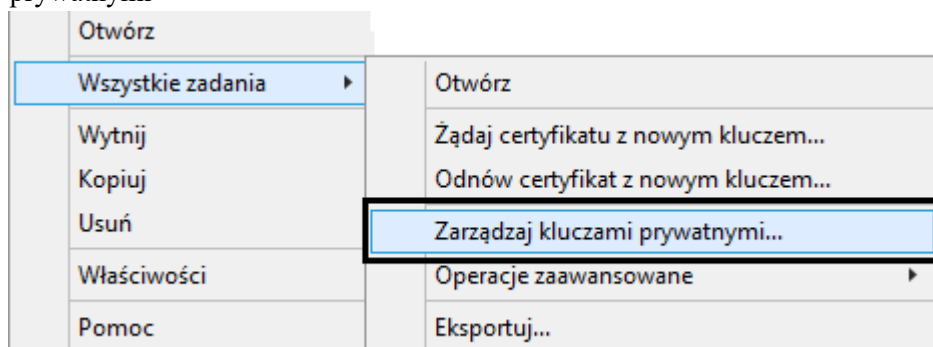 prywatnymi
Otwórz
Wszystkie zadania
Wytnij
Kopiuj
Usuń
Właściwości
Pomoc
Otwórz
Żądaj certyfikatu z nowym kluczem...
Odnów certyfikat z nowym kluczem...
Zarządzaj kluczami prywatnymi...
Operacje zaawansowane
Eksportuj...